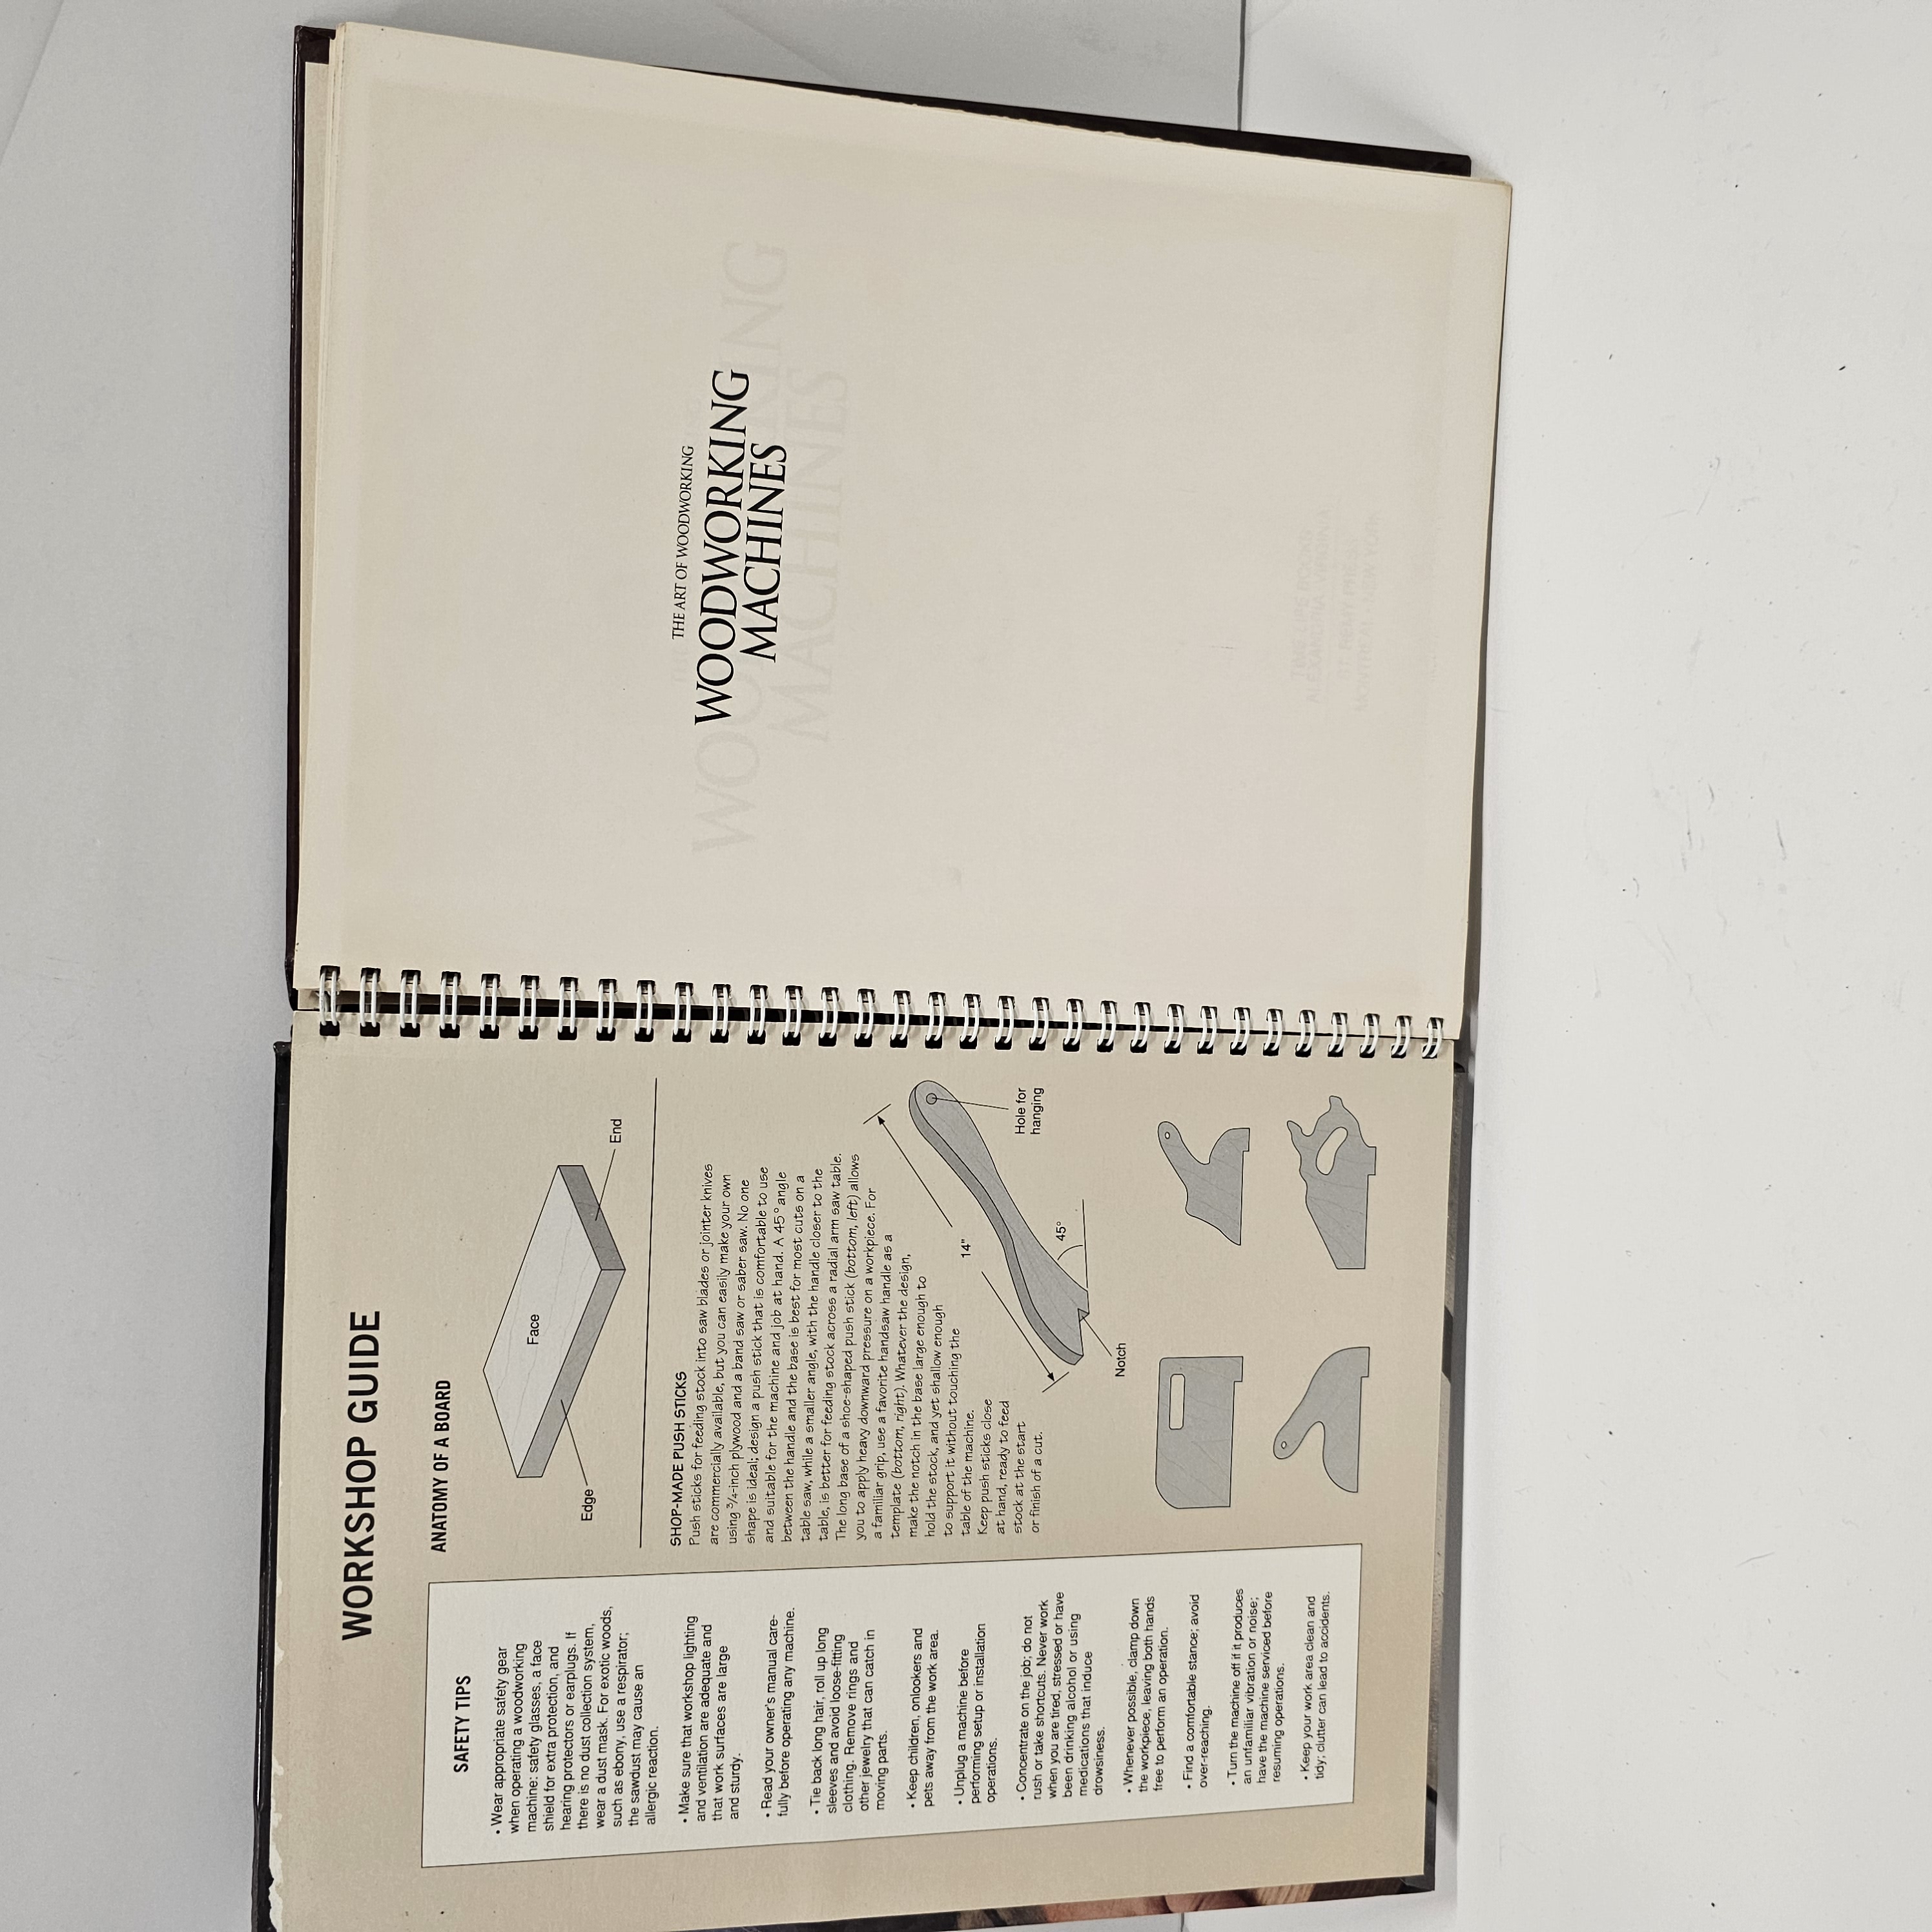 WORKSHOP GUIDE
SAFETY TIPS
• Wear appropriate safety gear
when operating a woodworking
machine: safety glasses, a face
shield for extra protection, and
hearing protectors or earplugs. If
there is no dust collection system,
wear a dust mask. For exotic woods,
such as ebony, use a respirator;
the sawdust may cause an
allergic reaction.
• Make sure that workshop lighting
and ventilation are adequate and
that work surfaces are large
and sturdy.
• Read your owner's manual care-
fully before operating any machine.
• Tie back long hair, roll up long
sleeves and avoid loose-fitting
clothing. Remove rings and
other jewelry that can catch in
moving parts.
• Keep children, onlookers and
pets away from the work area.
• Unplug a machine before
performing setup or installation
operations.
• Concentrate on the job; do not
rush or take shortcuts. Never work
when you are tired, stressed or have
been drinking alcohol or using
medications that induce
drowsiness.
• Whenever possible, clamp down
the workpiece, leaving both hands
free to perform an operation.
• Find a comfortable stance; avoid
over-reaching.
• Turn the machine off if it produces
an unfamiliar vibration or noise;
have the machine serviced before
resuming operations.
• Keep your work area clean and
tidy; clutter can lead to accidents.
ANATOMY OF A BOARD
Face
Edge
End
SHOP-MADE PUSH STICKS
Push sticks for feeding stock into saw blades or jointer knives
are commercially available, but you can easily make your own
using ¾-inch plywood and a band saw or saber saw. No one
shape is ideal; design a push stick that is comfortable to use
and suitable for the machine and job at hand. A 45° angle
between the handle and the base is best for most cuts on a
table saw, while a smaller angle, with the handle closer to the
table, is better for feeding stock across a radial arm saw table.
The long base of a shoe-shaped push stick (bottom, left) allows
you to apply heavy downward pressure on a workpiece. For
a familiar grip, use a favorite handsaw handle as a
template (bottom, right). Whatever the design,
make the notch in the base large enough to
hold the stock, and yet shallow enough
to support it without touching the
table of the machine.
Keep push sticks close
at hand, ready to feed
stock at the start
or finish of a cut.
14"
Hole for
hanging
45°
Notch
THE ART OF WOODWORKING
WOODWORKING
MACHINES
WOODWORKING
MACHINES
TIME-LIFE BOOKS
ALEXANDRIA, VIRGINIA
ST. REMY PRESS
MONTREAL • NEW YORK